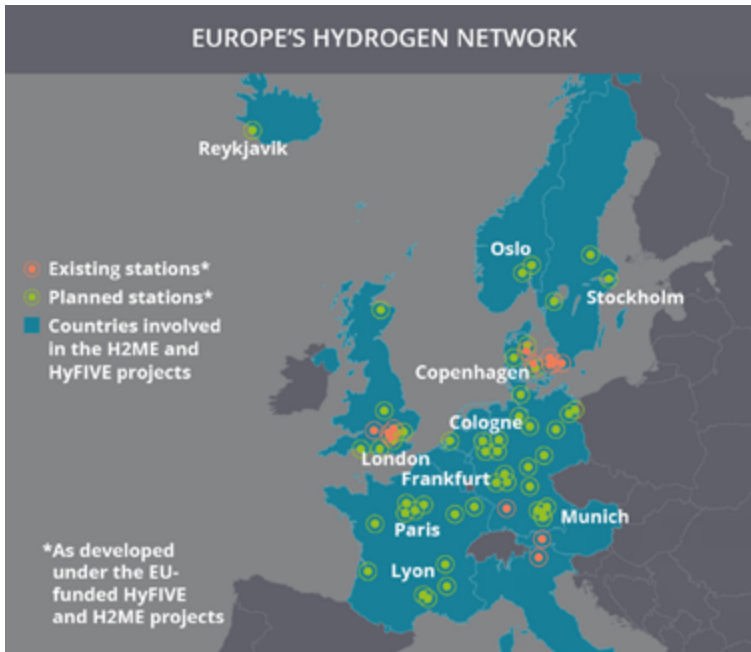 EUROPE'S HYDROGEN NETWORK
Reykjavik
Oslo
Existing stations*
Planned stations*
Stockholm
Countries involved
in the H2ME and
HyFIVE projects
Copenhagen
Cologne
London
Frankfurt
Munich
Paris
*As developed
under the EU-
funded HyFIVE
and H2ME projects
Lyon